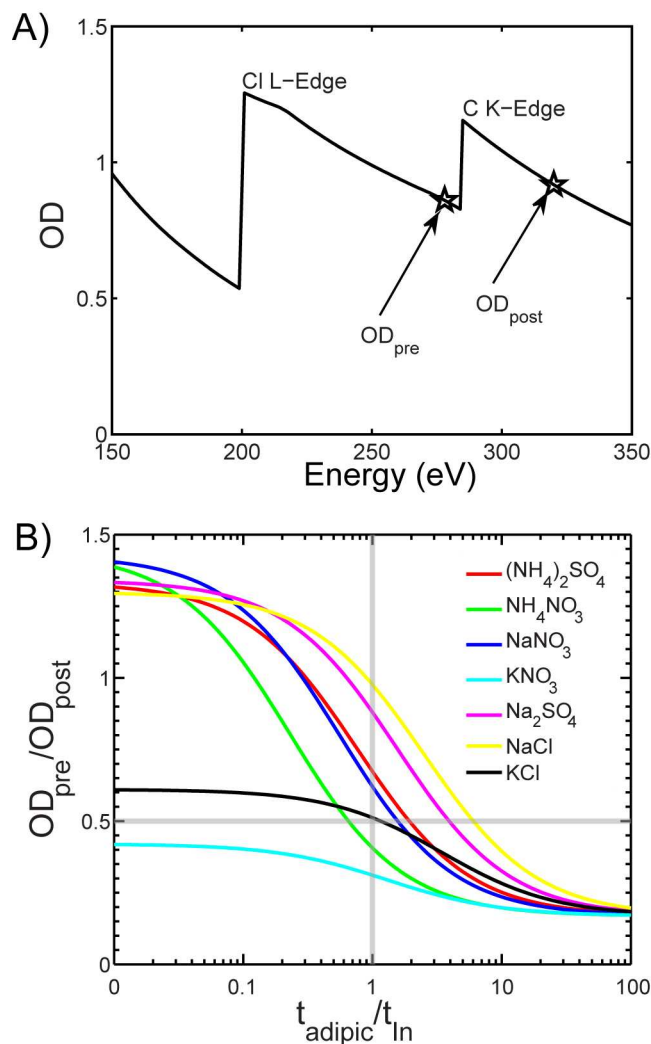 A)
1.5
1
0.5
0
OD
Cl L-Edge
C K-Edge
OD_pre
OD_post
150 200 250 300 350
Energy (eV)
B)
1.5
1
0.5
0
OD_pre/OD_post
(NH₄)₂SO₄
NH₄NO₃
NaNO₃
KNO₃
Na₂SO₄
NaCl
KCl
0 0.1 1 10 100
t_adipic/t_In